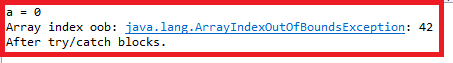 a = 0
Array index oob: java.lang.ArrayIndexOutOfBoundsException: 42
After try/catch blocks.